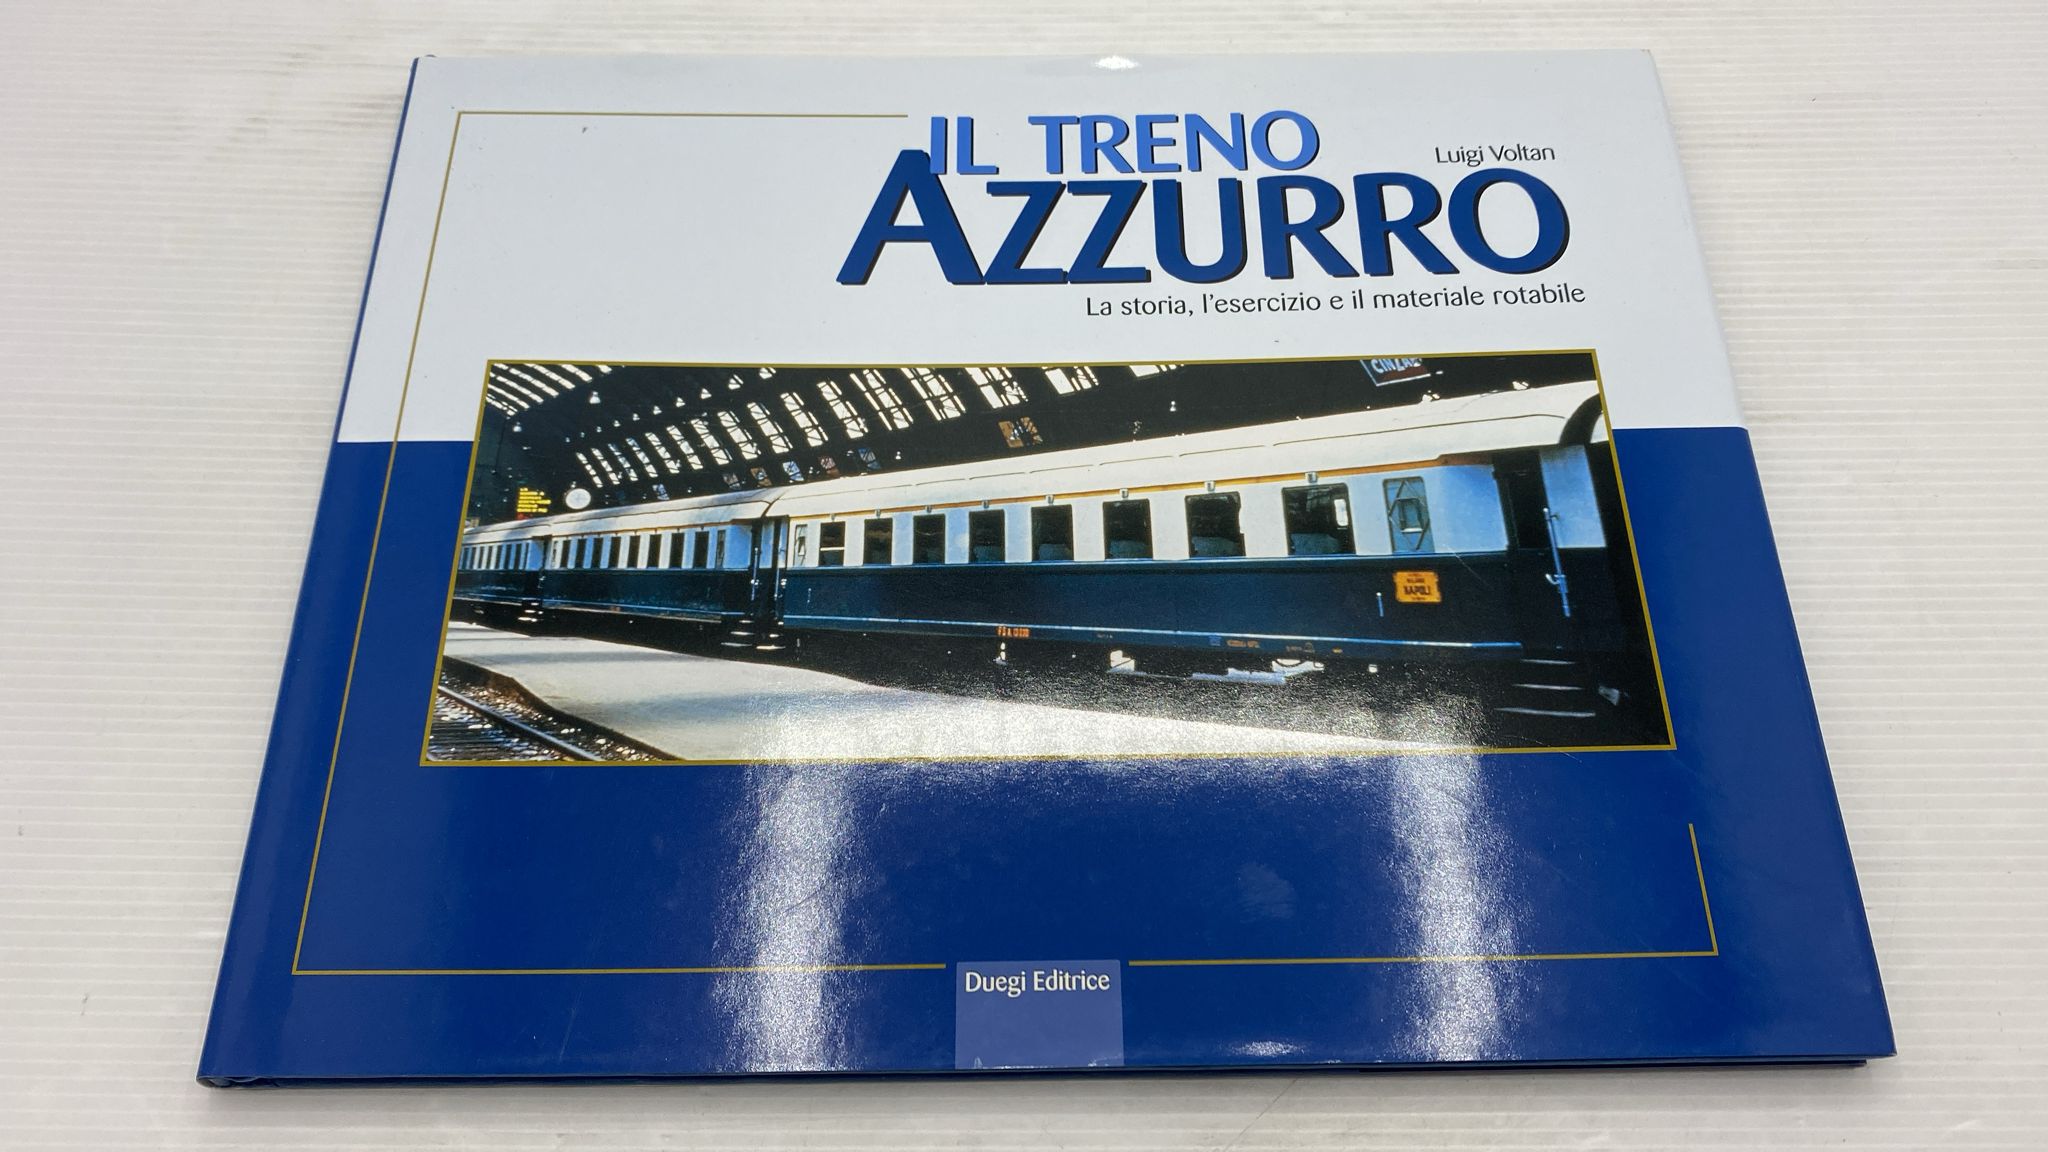 IL TRENO
Luigi Voltan
AZZURRO
La storia, l'esercizio e il materiale rotabile
NAPOLI
Duegi Editrice